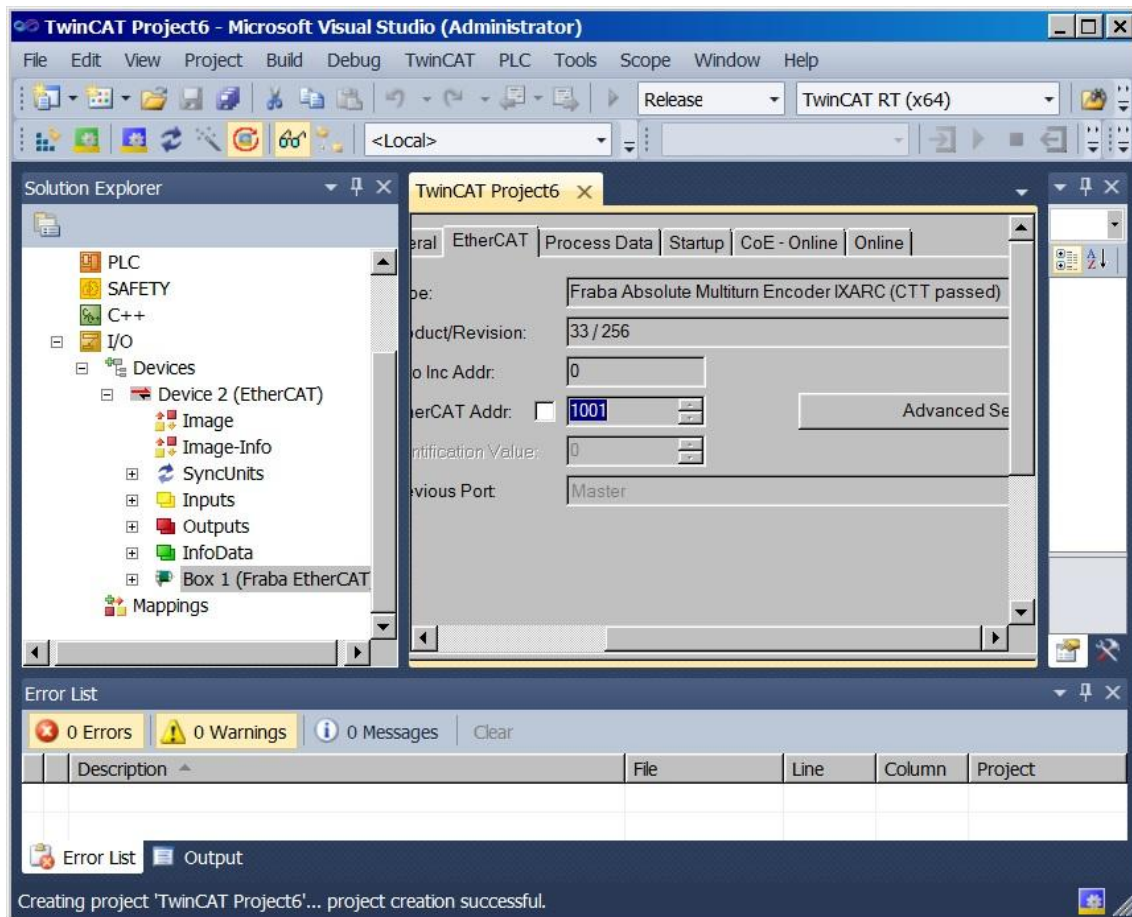 TwinCAT Project6 - Microsoft Visual Studio (Administrator)
File Edit View Project Build Debug TwinCAT PLC Tools Scope Window Help
Release TwinCAT RT (x64)
<Local>
Solution Explorer
PLC
SAFETY
C++
I/O
Devices
Device 2 (EtherCAT)
Image
Image-Info
SyncUnits
Inputs
Outputs
InfoData
Box 1 (Fraba EtherCAT
Mappings
TwinCAT Project6
eral EtherCAT Process Data Startup CoE - Online Online
pe: Fraba Absolute Multiturn Encoder IXARC (CTT passed)
duct/Revision: 33 / 256
o Inc Addr: 0
erCAT Addr: 1001 Advanced Se
ntification Value: 0
vious Port: Master
Error List
0 Errors 0 Warnings 0 Messages Clear
Description File Line Column Project
Error List Output
Creating project 'TwinCAT Project6'... project creation successful.